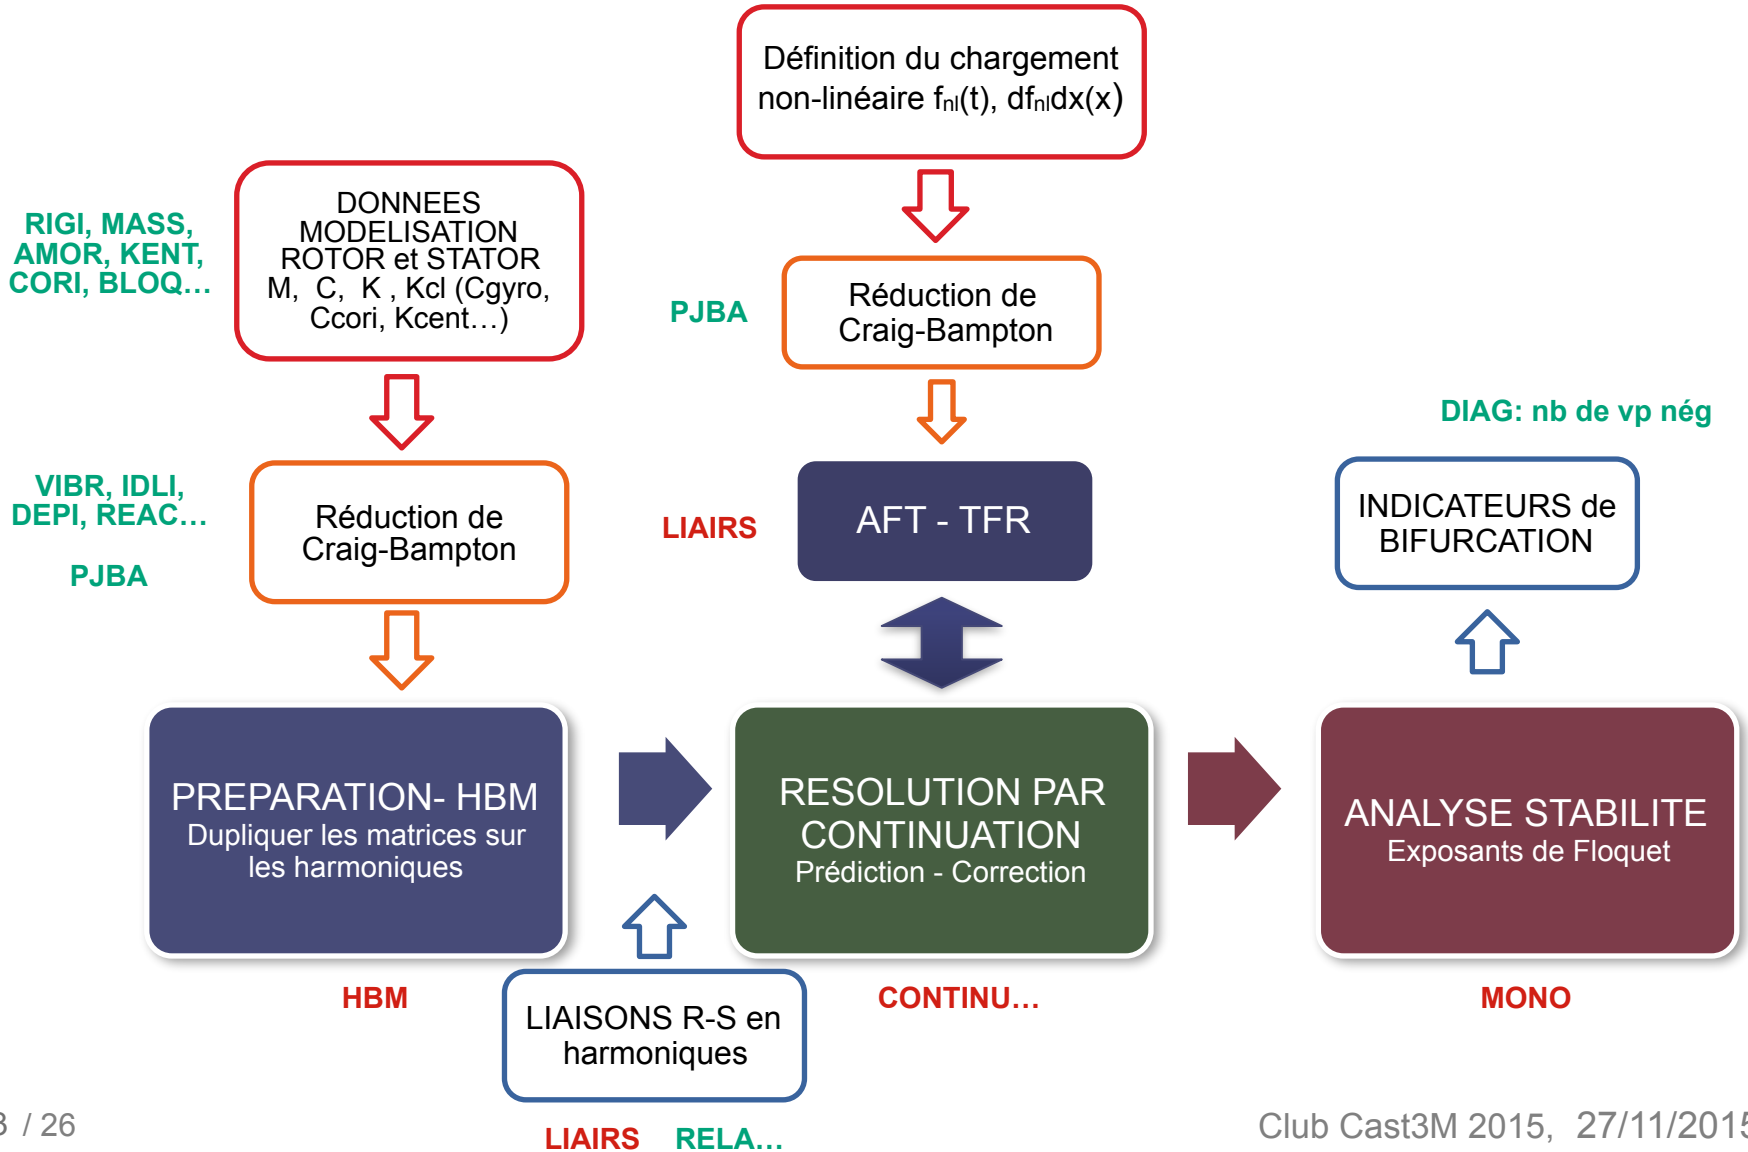 Définition du chargement
non-linéaire fnl(t), dfnldx(x)
RIGI, MASS,
AMOR, KENT,
CORI, BLOQ…
DONNEES
MODELISATION
ROTOR et STATOR
M, C, K , Kcl (Cgyro,
Ccori, Kcent…)
PJBA
Réduction de
Craig-Bampton
DIAG: nb de vp nég
VIBR, IDLI,
DEPI, REAC…
PJBA
Réduction de
Craig-Bampton
LIAIRS
AFT - TFR
INDICATEURS de
BIFURCATION
PREPARATION- HBM
Dupliquer les matrices sur
les harmoniques
RESOLUTION PAR
CONTINUATION
Prédiction - Correction
ANALYSE STABILITE
Exposants de Floquet
HBM
LIAISONS R-S en
harmoniques
CONTINU…
MONO
LIAIRS RELA…
/ 26
Club Cast3M 2015, 27/11/2015